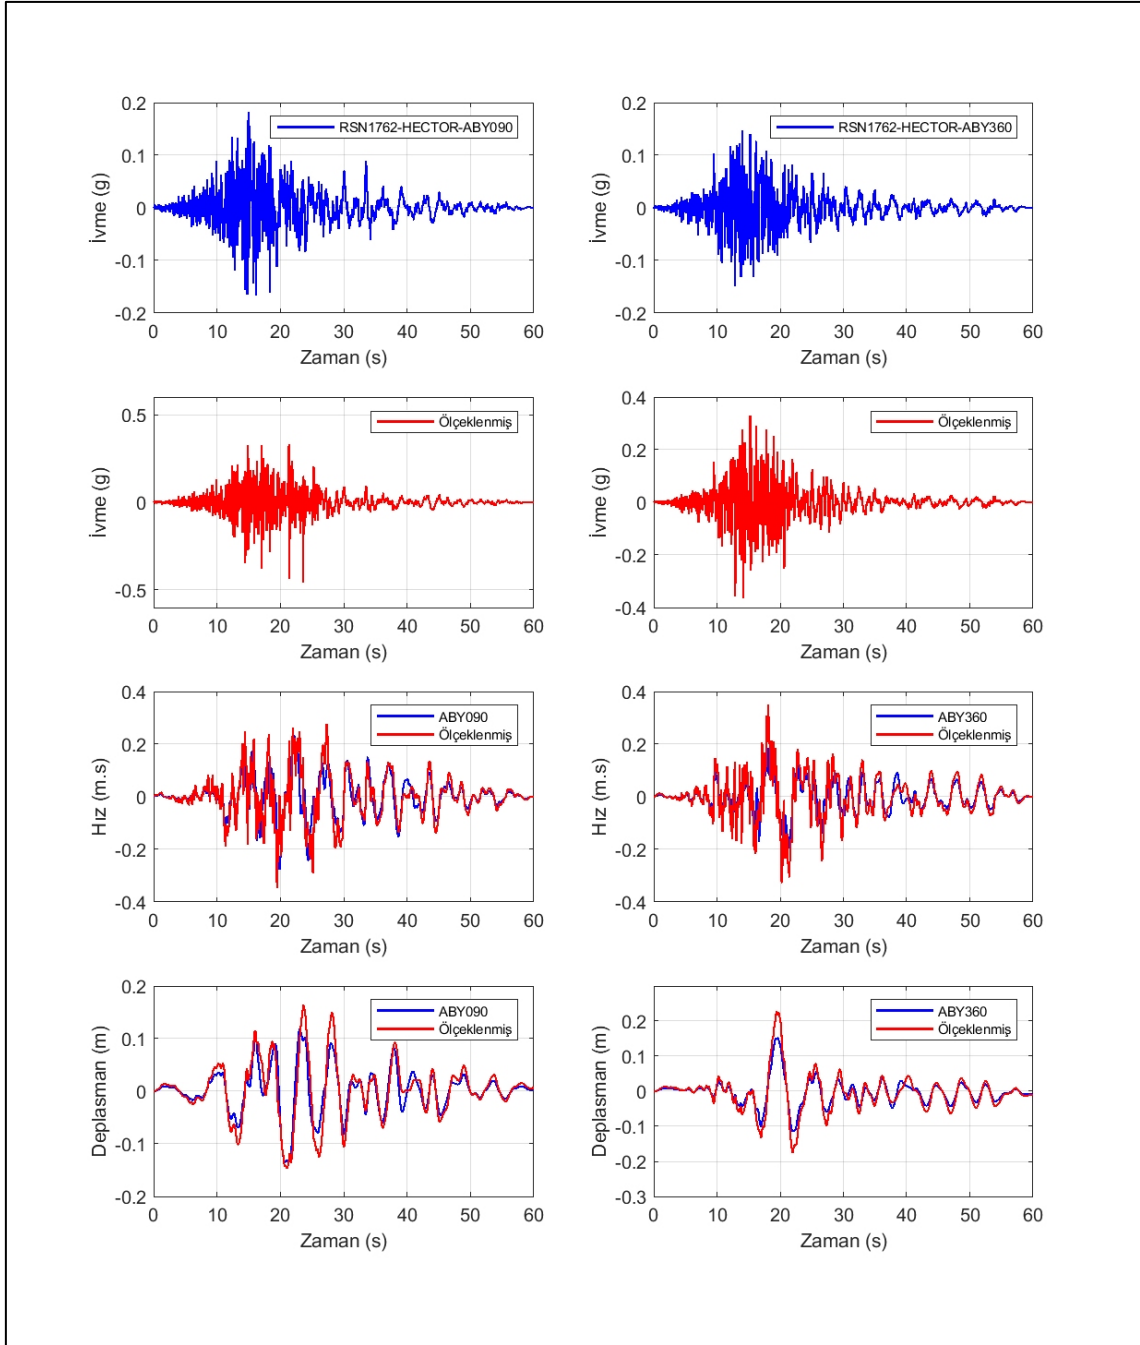 0.2
0.1
0
-0.1
-0.2
İvme (g)
RSN1762-HECTOR-ABY090
0 10 20 30 40 50 60
Zaman (s)
0.2
0.1
0
-0.1
-0.2
İvme (g)
RSN1762-HECTOR-ABY360
0 10 20 30 40 50 60
Zaman (s)
0.5
0
-0.5
İvme (g)
Ölçeklenmiş
0 10 20 30 40 50 60
Zaman (s)
0.4
0.2
0
-0.2
-0.4
İvme (g)
Ölçeklenmiş
0 10 20 30 40 50 60
Zaman (s)
0.4
0.2
0
-0.2
-0.4
Hız (m.s)
ABY090
Ölçeklenmiş
0 10 20 30 40 50 60
Zaman (s)
0.4
0.2
0
-0.2
-0.4
Hız (m.s)
ABY360
Ölçeklenmiş
0 10 20 30 40 50 60
Zaman (s)
0.2
0.1
0
-0.1
-0.2
Deplasman (m)
ABY090
Ölçeklenmiş
0 10 20 30 40 50 60
Zaman (s)
0.2
0.1
0
-0.1
-0.2
-0.3
Deplasman (m)
ABY360
Ölçeklenmiş
0 10 20 30 40 50 60
Zaman (s)